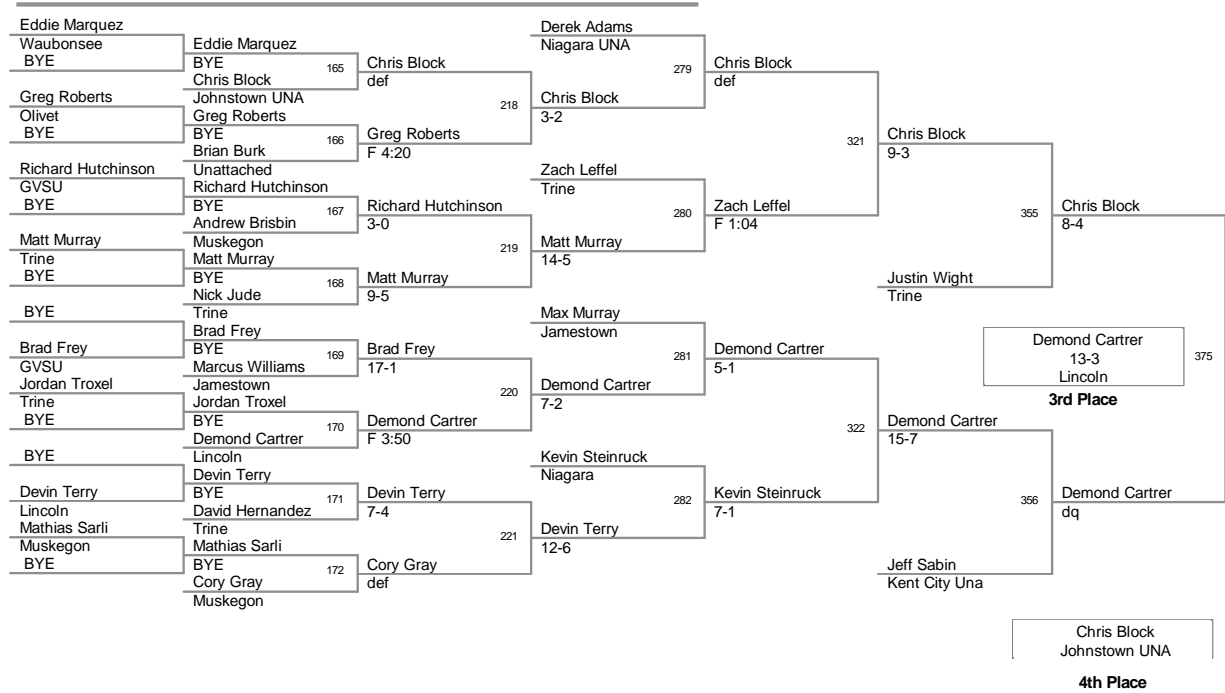 Eddie Marquez
Waubonsee
BYE
Greg Roberts
Olivet
BYE
Richard Hutchinson
GVSU
BYE
Matt Murray
Trine
BYE
BYE
Brad Frey
GVSU
Jordan Troxel
Trine
BYE
BYE
Devin Terry
Lincoln
Mathias Sarli
Muskegon
BYE
Eddie Marquez
BYE
165
Chris Block
Johnstown UNA
Greg Roberts
BYE
166
Brian Burk
Unattached
Richard Hutchinson
BYE
167
Andrew Brisbin
Muskegon
Matt Murray
BYE
168
Nick Jude
Trine
Brad Frey
BYE
169
Marcus Williams
Jamestown
Jordan Troxel
BYE
170
Demond Cartrer
Lincoln
Devin Terry
BYE
171
David Hernandez
Trine
Mathias Sarli
BYE
172
Cory Gray
Muskegon
Chris Block
def
218
Greg Roberts
F 4:20
Richard Hutchinson
3-0
219
Matt Murray
9-5
Brad Frey
17-1
220
Demond Cartrer
F 3:50
Devin Terry
7-4
221
Cory Gray
def
Derek Adams
Niagara UNA
279
Chris Block
3-2
Zach Leffel
Trine
280
Matt Murray
14-5
Max Murray
Jamestown
281
Demond Cartrer
7-2
Kevin Steinruck
Niagara
282
Devin Terry
12-6
Chris Block
def
321
Zach Leffel
F 1:04
Demond Cartrer
5-1
322
Kevin Steinruck
7-1
Chris Block
9-3
355
Justin Wight
Trine
Demond Cartrer
15-7
356
Jeff Sabin
Kent City Una
Chris Block
8-4
Demond Cartrer
13-3
Lincoln
375
3rd Place
Demond Cartrer
dq
Chris Block
Johnstown UNA
4th Place